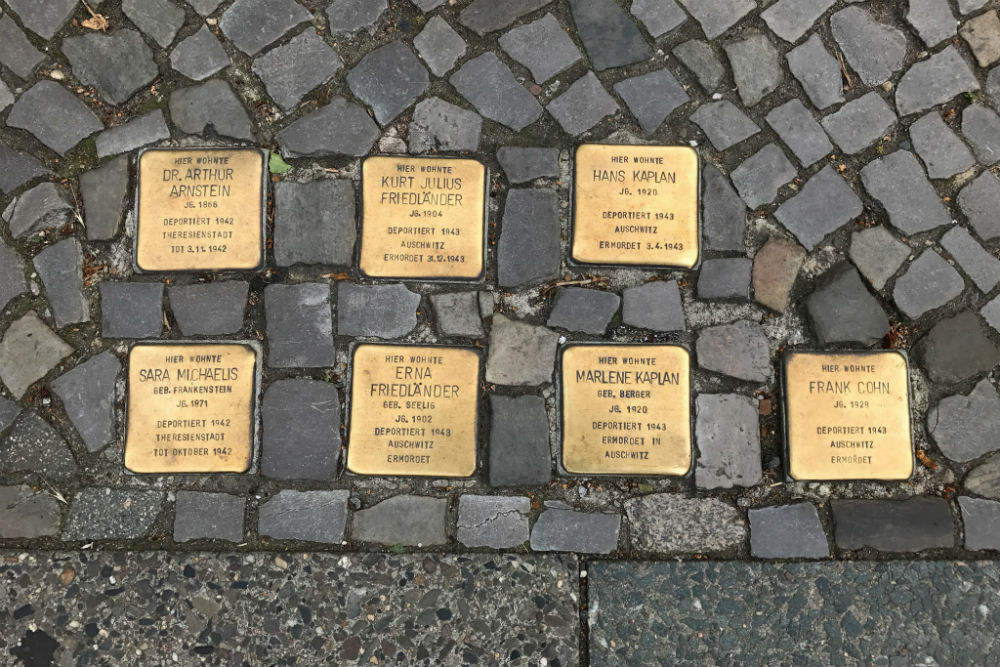 HIER WOHNTE
DR. ARTHUR
ARNSTEIN
JG. 1866
DEPORTIERT 1942
THERESIENSTADT
TOT 3.11.1942
HIER WOHNTE
KURT JULIUS
FRIEDLÄNDER
JG. 1904
DEPORTIERT 1943
AUSCHWITZ
ERMORDET 31.12.1943
HIER WOHNTE
HANS KAPLAN
JG. 1920
DEPORTIERT 1943
AUSCHWITZ
ERMORDET 3.4.1943
HIER WOHNTE
SARA MICHAELIS
GEB. FRANKENSTEIN
JG. 1871
DEPORTIERT 1942
THERESIENSTADT
TOT OKTOBER 1942
HIER WOHNTE
ERNA
FRIEDLÄNDER
GEB. SEELIG
JG. 1902
DEPORTIERT 1943
AUSCHWITZ
ERMORDET
HIER WOHNTE
MARLENE KAPLAN
GEB. BERGER
JG. 1920
DEPORTIERT 1943
ERMORDET IN
AUSCHWITZ
HIER WOHNTE
FRANK COHN
JG. 1929
DEPORTIERT 1943
AUSCHWITZ
ERMORDET